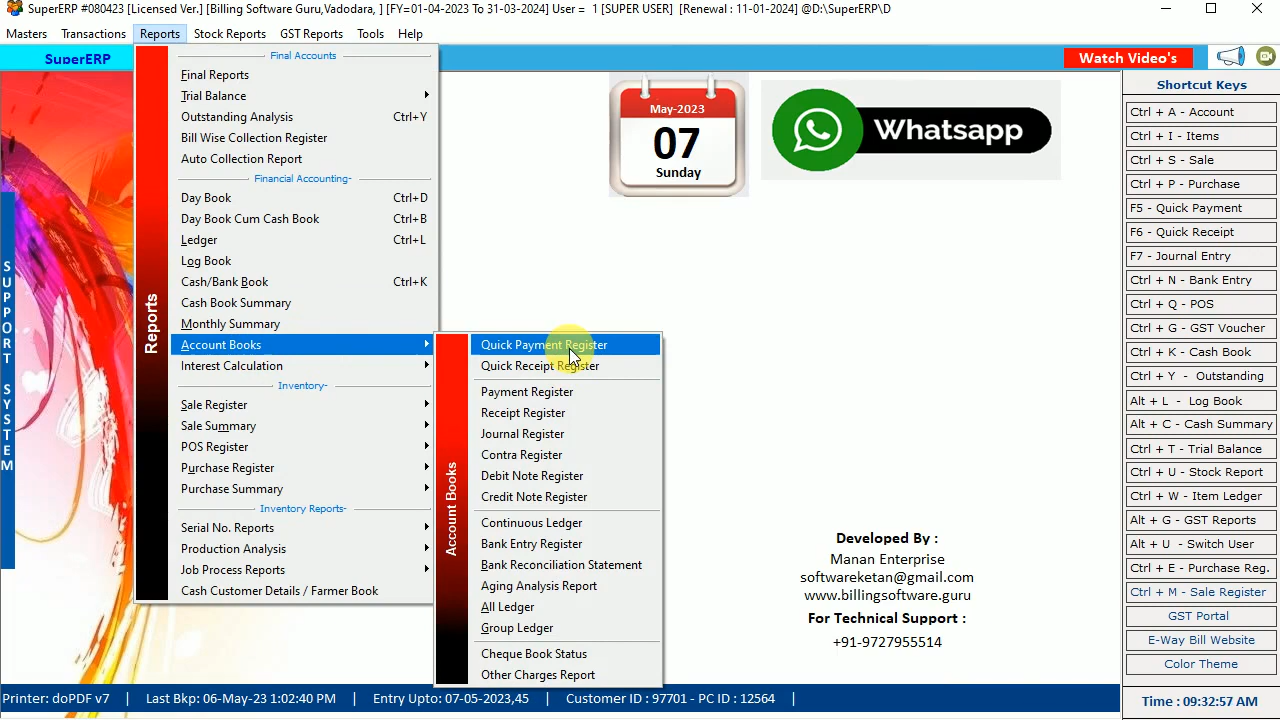 SuperERP #080423 [Licensed Ver.] [Billing Software Guru,Vadodara, ] [FY=01-04-2023 To 31-03-2024] User = 1 [SUPER USER] [Renewal : 11-01-2024] @D:\SuperERP\D
Masters Transactions Reports Stock Reports GST Reports Tools Help
SuperERP
Watch Video's
SUPPORT SYSTEM
Reports
Final Accounts
Final Reports
Trial Balance
Outstanding Analysis Ctrl+Y
Bill Wise Collection Register
Auto Collection Report
Financial Accounting-
Day Book Ctrl+D
Day Book Cum Cash Book Ctrl+B
Ledger Ctrl+L
Log Book
Cash/Bank Book Ctrl+K
Cash Book Summary
Monthly Summary
Account Books
Interest Calculation
Inventory-
Sale Register
Sale Summary
POS Register
Purchase Register
Purchase Summary
Inventory Reports-
Serial No. Reports
Production Analysis
Job Process Reports
Cash Customer Details / Farmer Book
Account Books
Quick Payment Register
Quick Receipt Register
Payment Register
Receipt Register
Journal Register
Contra Register
Debit Note Register
Credit Note Register
Continuous Ledger
Bank Entry Register
Bank Reconciliation Statement
Aging Analysis Report
All Ledger
Group Ledger
Cheque Book Status
Other Charges Report
May-2023
07
Sunday
Whatsapp
Developed By :
Manan Enterprise
softwareketan@gmail.com
www.billingsoftware.guru
For Technical Support :
+91-9727955514
Shortcut Keys
Ctrl + A - Account
Ctrl + I - Items
Ctrl + S - Sale
Ctrl + P - Purchase
F5 - Quick Payment
F6 - Quick Receipt
F7 - Journal Entry
Ctrl + N - Bank Entry
Ctrl + Q - POS
Ctrl + G - GST Voucher
Ctrl + K - Cash Book
Ctrl + Y - Outstanding
Alt + L - Log Book
Alt + C - Cash Summary
Ctrl + T - Trial Balance
Ctrl + U - Stock Report
Ctrl + W - Item Ledger
Alt + G - GST Reports
Alt + U - Switch User
Ctrl + E - Purchase Reg.
Ctrl + M - Sale Register
GST Portal
E-Way Bill Website
Color Theme
Printer: doPDF v7 | Last Bkp: 06-May-23 1:02:40 PM | Entry Upto: 07-05-2023,45 | Customer ID : 97701 - PC ID : 12564 |
Time : 09:32:57 AM